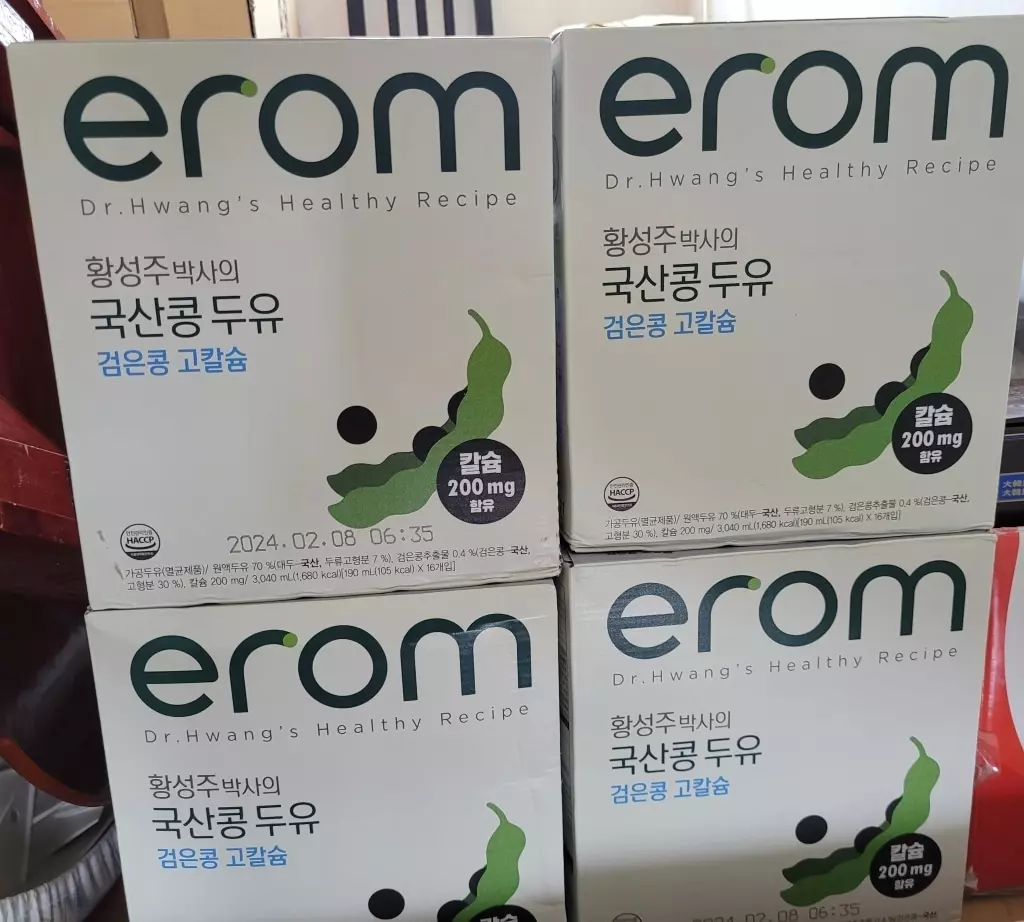 erom
Dr.Hwang's Healthy Recipe
황성주 박사의
국산콩 두유
검은콩 고칼슘
칼슘
200 mg
함유
HACCP
2024.02.08 06:35
가공두유(멸균제품)/ 원액두유 70 %(대두-국산, 두류고형분 7 %), 검은콩추출물 0.4 %(검은콩-국산,
고형분 30 %), 칼슘 200 mg/ 3,040 mL(1,680 kcal)[190 mL(105 kcal) X 16개입]
erom
Dr.Hwang's Healthy Recipe
황성주 박사의
국산콩 두유
검은콩 고칼슘
칼슘
200 mg
함유
HACCP
가공두유(멸균제품)/ 원액두유 70 %(대두-국산, 두류고형분 7 %), 검은콩추출물 0.4 %(검은콩-국산,
고형분 30 %), 칼슘 200 mg/ 3,040 mL(1,680 kcal)[190 mL(105 kcal) X 16개입]
erom
Dr.Hwang's Healthy Recipe
황성주 박사의
국산콩 두유
검은콩 고칼슘
칼슘
erom
Dr.Hwang's Healthy Recipe
황성주 박사의
국산콩 두유
검은콩 고칼슘
칼슘
200 mg
함유
2024.02.08 06:35